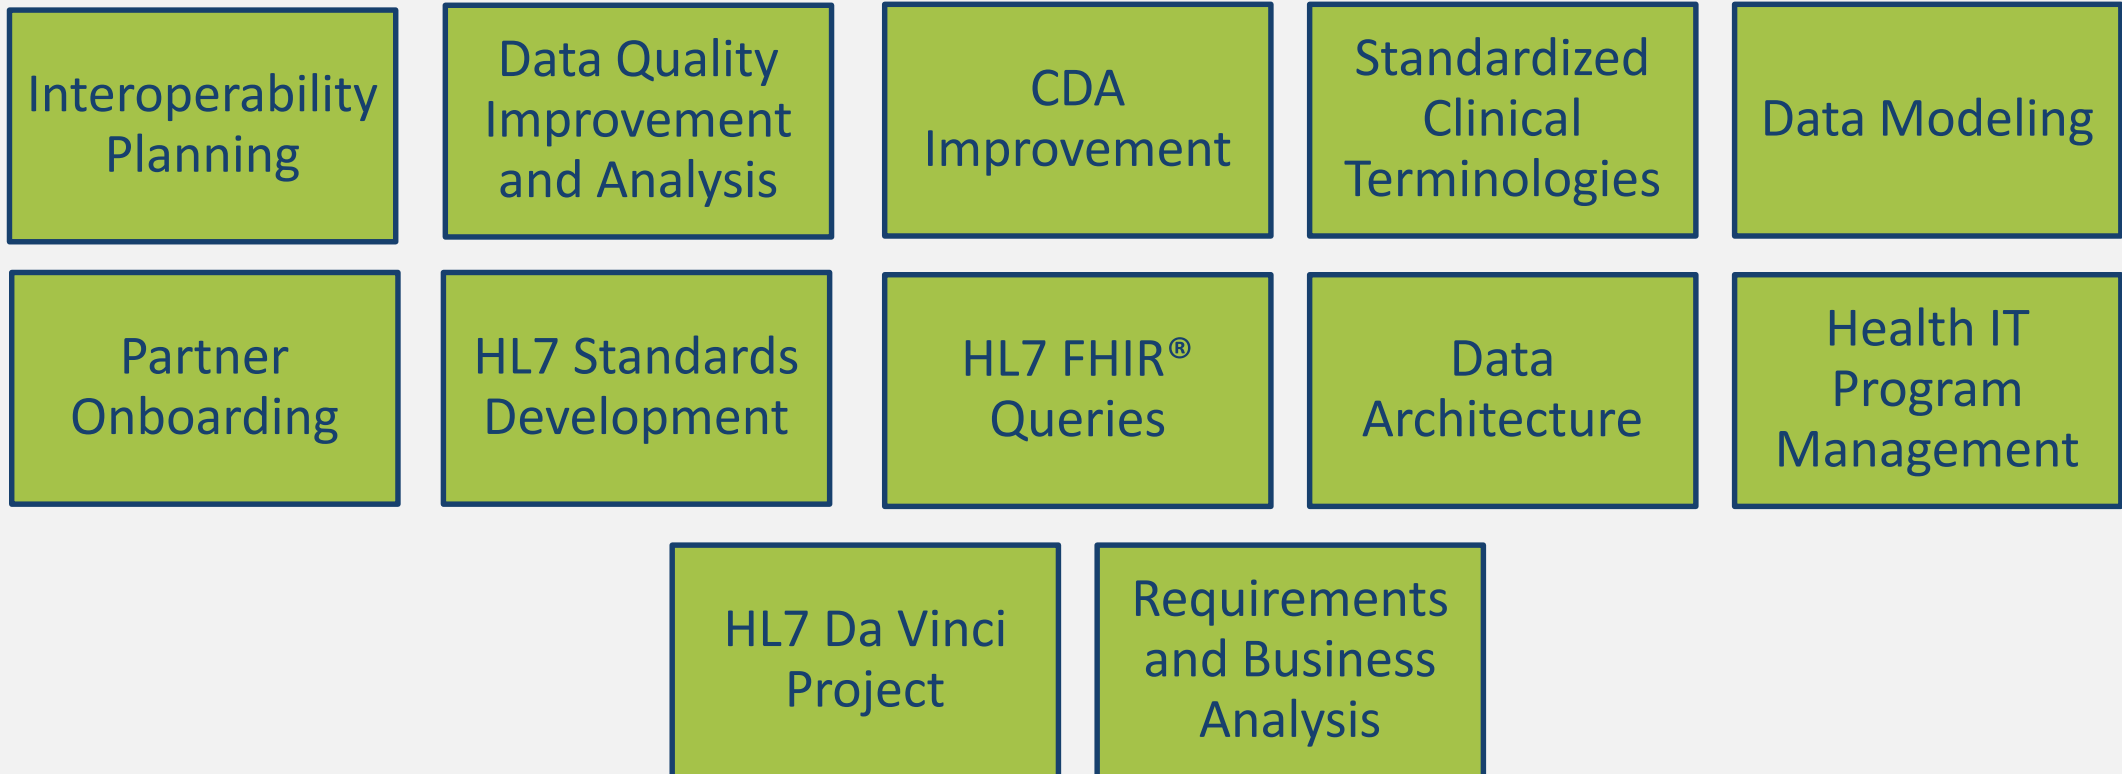 Interoperability
Planning
Data Quality
Improvement
and Analysis
CDA
Improvement
Standardized
Clinical
Terminologies
Data Modeling
Partner
Onboarding
HL7 Standards
Development
HL7 FHIR®
Queries
Data
Architecture
Health IT
Program
Management
HL7 Da Vinci
Project
Requirements
and Business
Analysis